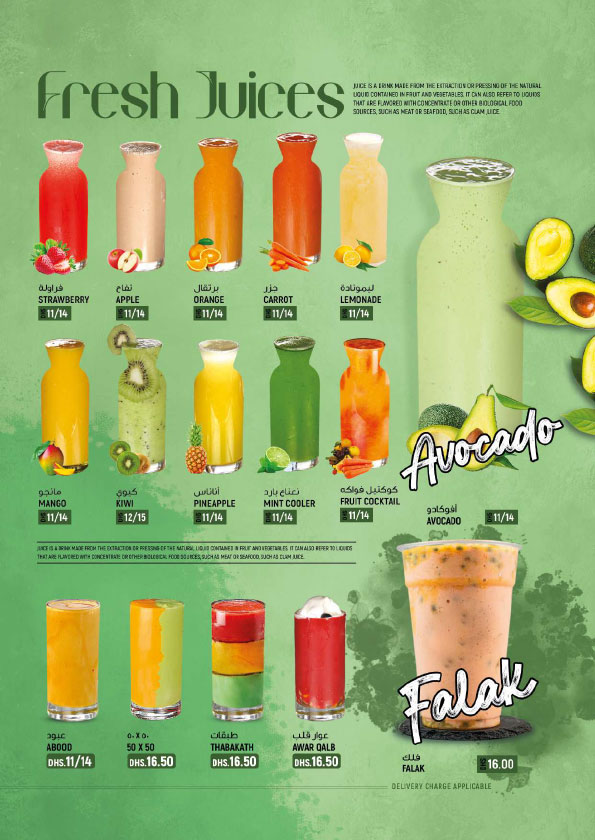 Fresh Juices
JUICE IS A DRINK MADE FROM THE EXTRACTION OR PRESSING OF THE NATURAL
LIQUID CONTAINED IN FRUIT AND VEGETABLES. IT CAN ALSO REFER TO LIQUIDS
THAT ARE FLAVORED WITH CONCENTRATE OR OTHER BIOLOGICAL FOOD
SOURCES, SUCH AS MEAT OR SEAFOOD, SUCH AS CLAM JUICE.
فراولة
STRAWBERRY
DHS 11/14
تفاح
APPLE
DHS 11/14
برتقال
ORANGE
DHS 11/14
جزر
CARROT
DHS 11/14
ليمونادة
LEMONADE
DHS 11/14
مانجو
MANGO
DHS 11/14
كيوي
KIWI
DHS 12/15
أناناس
PINEAPPLE
DHS 11/14
نعناع بارد
MINT COOLER
DHS 11/14
كوكتيل فواكه
FRUIT COCKTAIL
DHS 11/14
Avocado
أفوكادو
AVOCADO
DHS 11/14
JUICE IS A DRINK MADE FROM THE EXTRACTION OR PRESSING OF THE NATURAL LIQUID CONTAINED IN FRUIT AND VEGETABLES. IT CAN ALSO REFER TO LIQUIDS
THAT ARE FLAVORED WITH CONCENTRATE OR OTHER BIOLOGICAL FOOD SOURCES, SUCH AS MEAT OR SEAFOOD, SUCH AS CLAM JUICE.
عبود
ABOOD
DHS.11/14
٥٠ X ٥٠
50 X 50
DHS.16.50
طبقات
THABAKATH
DHS.16.50
عوار قلب
AWAR QALB
DHS.16.50
Falak
فلك
FALAK
DHS 16.00
DELIVERY CHARGE APPLICABLE